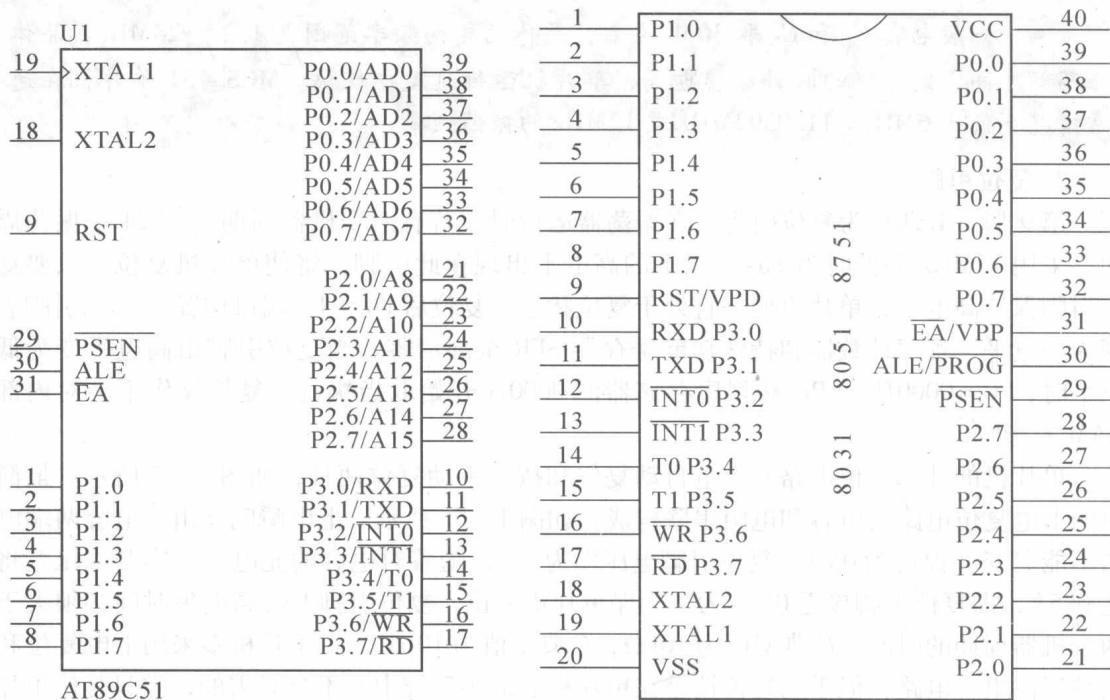 U1
19 XTAL1 P0.0/AD0 39
P0.1/AD1 38
P0.2/AD2 37
18 XTAL2 P0.3/AD3 36
P0.4/AD4 35
P0.5/AD5 34
P0.6/AD6 33
9 RST P0.7/AD7 32
P2.0/A8 21
P2.1/A9 22
P2.2/A10 23
29 PSEN P2.3/A11 24
30 ALE P2.4/A12 25
31 EA P2.5/A13 26
P2.6/A14 27
P2.7/A15 28
1 P1.0 P3.0/RXD 10
2 P1.1 P3.1/TXD 11
3 P1.2 P3.2/INT0 12
4 P1.3 P3.3/INT1 13
5 P1.4 P3.4/T0 14
6 P1.5 P3.5/T1 15
7 P1.6 P3.6/WR 16
8 P1.7 P3.7/RD 17
AT89C51
1 P1.0 VCC 40
2 P1.1 P0.0 39
3 P1.2 P0.1 38
4 P1.3 P0.2 37
5 P1.4 P0.3 36
6 P1.5 P0.4 35
7 P1.6 P0.5 34
8 P1.7 P0.6 33
9 RST/VPD P0.7 32
10 RXD P3.0 EA/VPP 31
11 TXD P3.1 ALE/PROG 30
12 INT0 P3.2 PSEN 29
13 INT1 P3.3 P2.7 28
14 T0 P3.4 P2.6 27
15 T1 P3.5 P2.5 26
16 WR P3.6 P2.4 25
17 RD P3.7 P2.3 24
18 XTAL2 P2.2 23
19 XTAL1 P2.1 22
20 VSS P2.0 21
8031 8051 8751